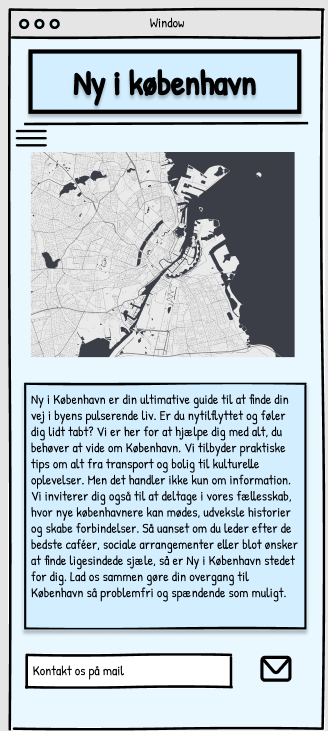 Window
Ny i københavn
Ny i København er din ultimative guide til at finde din
vej i byens pulserende liv. Er du nytilflyttet og føler
dig lidt tabt? Vi er her for at hjælpe dig med alt, du
behøver at vide om København. Vi tilbyder praktiske
tips om alt fra transport og bolig til kulturelle
oplevelser. Men det handler ikke kun om information.
Vi inviterer dig også til at deltage i vores fællesskab,
hvor nye københavnere kan mødes, udveksle historier
og skabe forbindelser. Så uanset om du leder efter de
bedste caféer, sociale arrangementer eller blot ønsker
at finde ligesindede sjæle, så er Ny i København stedet
for dig. Lad os sammen gøre din overgang til
København så problemfri og spændende som muligt.
Kontakt os på mail